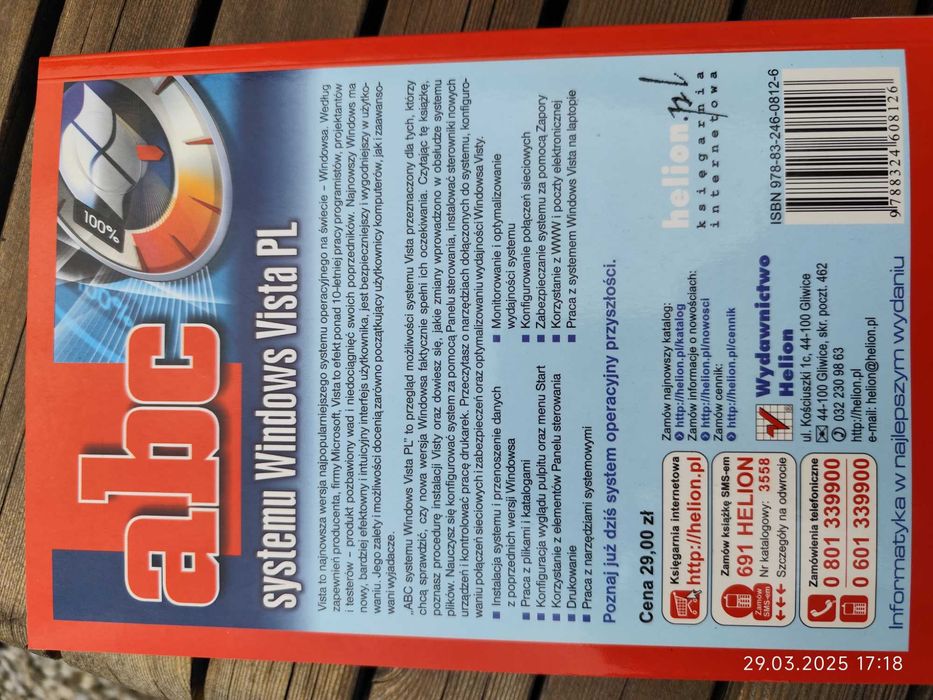 100%
abc
systemu Windows Vista PL
Vista to najnowsza wersja najpopularniejszego systemu operacyjnego na świecie – Windowsa. Według
zapewnień producenta, firmy Microsoft, Vista to efekt ponad 10-letniej pracy programistów, projektantów
i testerów – produkt pozbawiony wad i niedociągnięć swoich poprzedników. Najnowszy Windows ma
nowy, bardziej efektowny i intuicyjny interfejs użytkownika, jest bezpieczniejszy i wygodniejszy w użytko-
waniu. Jego zalety i możliwości docenią zarówno początkujący użytkownicy komputerów, jak i zaawanso-
wani wyjadacze.
„ABC systemu Windows Vista PL" to przegląd możliwości systemu Vista przeznaczony dla tych, którzy
chcą sprawdzić, czy nowa wersja Windowsa faktycznie spełni ich oczekiwania. Czytając tę książkę,
poznasz procedurę instalacji Visty oraz dowiesz się, jakie zmiany wprowadzono w obsłudze systemu
plików. Nauczysz się konfigurować system za pomocą Panelu sterowania, instalować sterowniki nowych
urządzeń i kontrolować pracę drukarek. Przeczytasz o narzędziach dołączonych do systemu, konfiguro-
waniu połączeń sieciowych i zabezpieczeń oraz optymalizowaniu wydajności Windowsa Visty.
Instalacja systemu i przenoszenie danych
z poprzednich wersji Windowsa
Praca z plikami i katalogami
Konfiguracja wyglądu pulpitu oraz menu Start
Korzystanie z elementów Panelu sterowania
Drukowanie
Praca z narzędziami systemowymi
Monitorowanie i optymalizowanie
wydajności systemu
Konfigurowanie połączeń sieciowych
Zabezpieczanie systemu za pomocą Zapory
Korzystanie z WWW i poczty elektronicznej
Praca z systemem Windows Vista na laptopie
Poznaj już dziś system operacyjny przyszłości.
Cena 29,00 zł
Księgarnia internetowa
http://helion.pl
Zamów książkę SMS-em
691 HELION
Nr katalogowy: 3558
Szczegóły na odwrocie
Zamów
SMS-em
Zamówienia telefoniczne
0 801 339900
0 601 339900
Zamów najnowszy katalog:
http://helion.pl/katalog
Zamów informacje o nowościach:
http://helion.pl/nowosci
Zamów cennik:
http://helion.pl/cennik
Wydawnictwo
Helion
ul. Kościuszki 1c, 44-100 Gliwice
44-100 Gliwice, skr. poczt. 462
032 230 98 63
http://helion.pl
e-mail: helion@helion.pl
helion.pl
księgarnia
internetowa
ISBN 978-83-246-0812-6
9788324608126
Informatyka w najlepszym wydaniu
29.03.2025 17:18